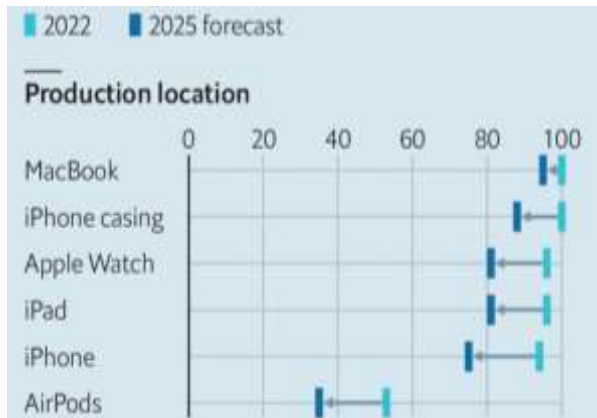 2022 2025 forecast
Production location
0 20 40 60 80 100
MacBook
iPhone casing
Apple Watch
iPad
iPhone
AirPods